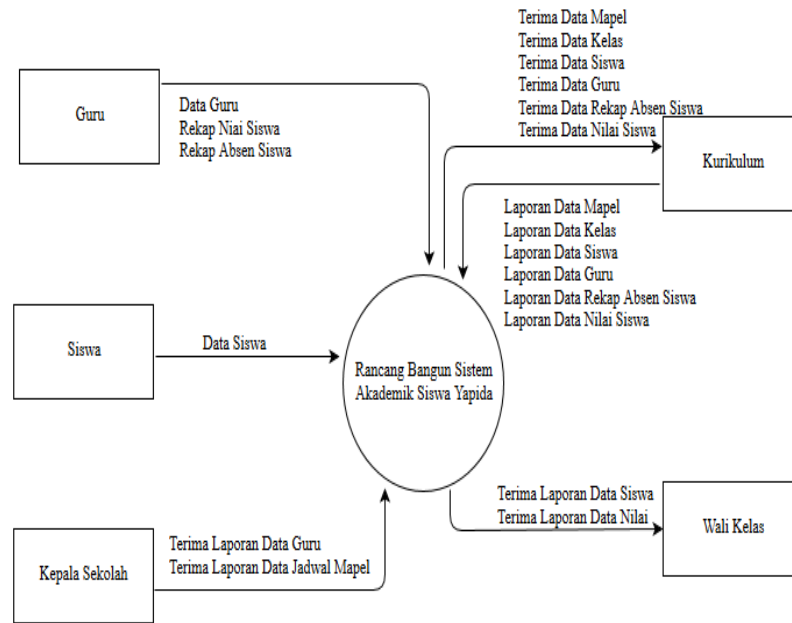 Terima Data Mapel
Terima Data Kelas
Terima Data Siswa
Terima Data Guru
Terima Data Rekap Absen Siswa
Terima Data Nilai Siswa
Guru
Data Guru
Rekap Niai Siswa
Rekap Absen Siswa
Kurikulum
Laporan Data Mapel
Laporan Data Kelas
Laporan Data Siswa
Laporan Data Guru
Laporan Data Rekap Absen Siswa
Laporan Data Nilai Siswa
Siswa
Data Siswa
Rancang Bangun Sistem
Akademik Siswa Yapida
Terima Laporan Data Siswa
Terima Laporan Data Nilai
Wali Kelas
Kepala Sekolah
Terima Laporan Data Guru
Terima Laporan Data Jadwal Mapel